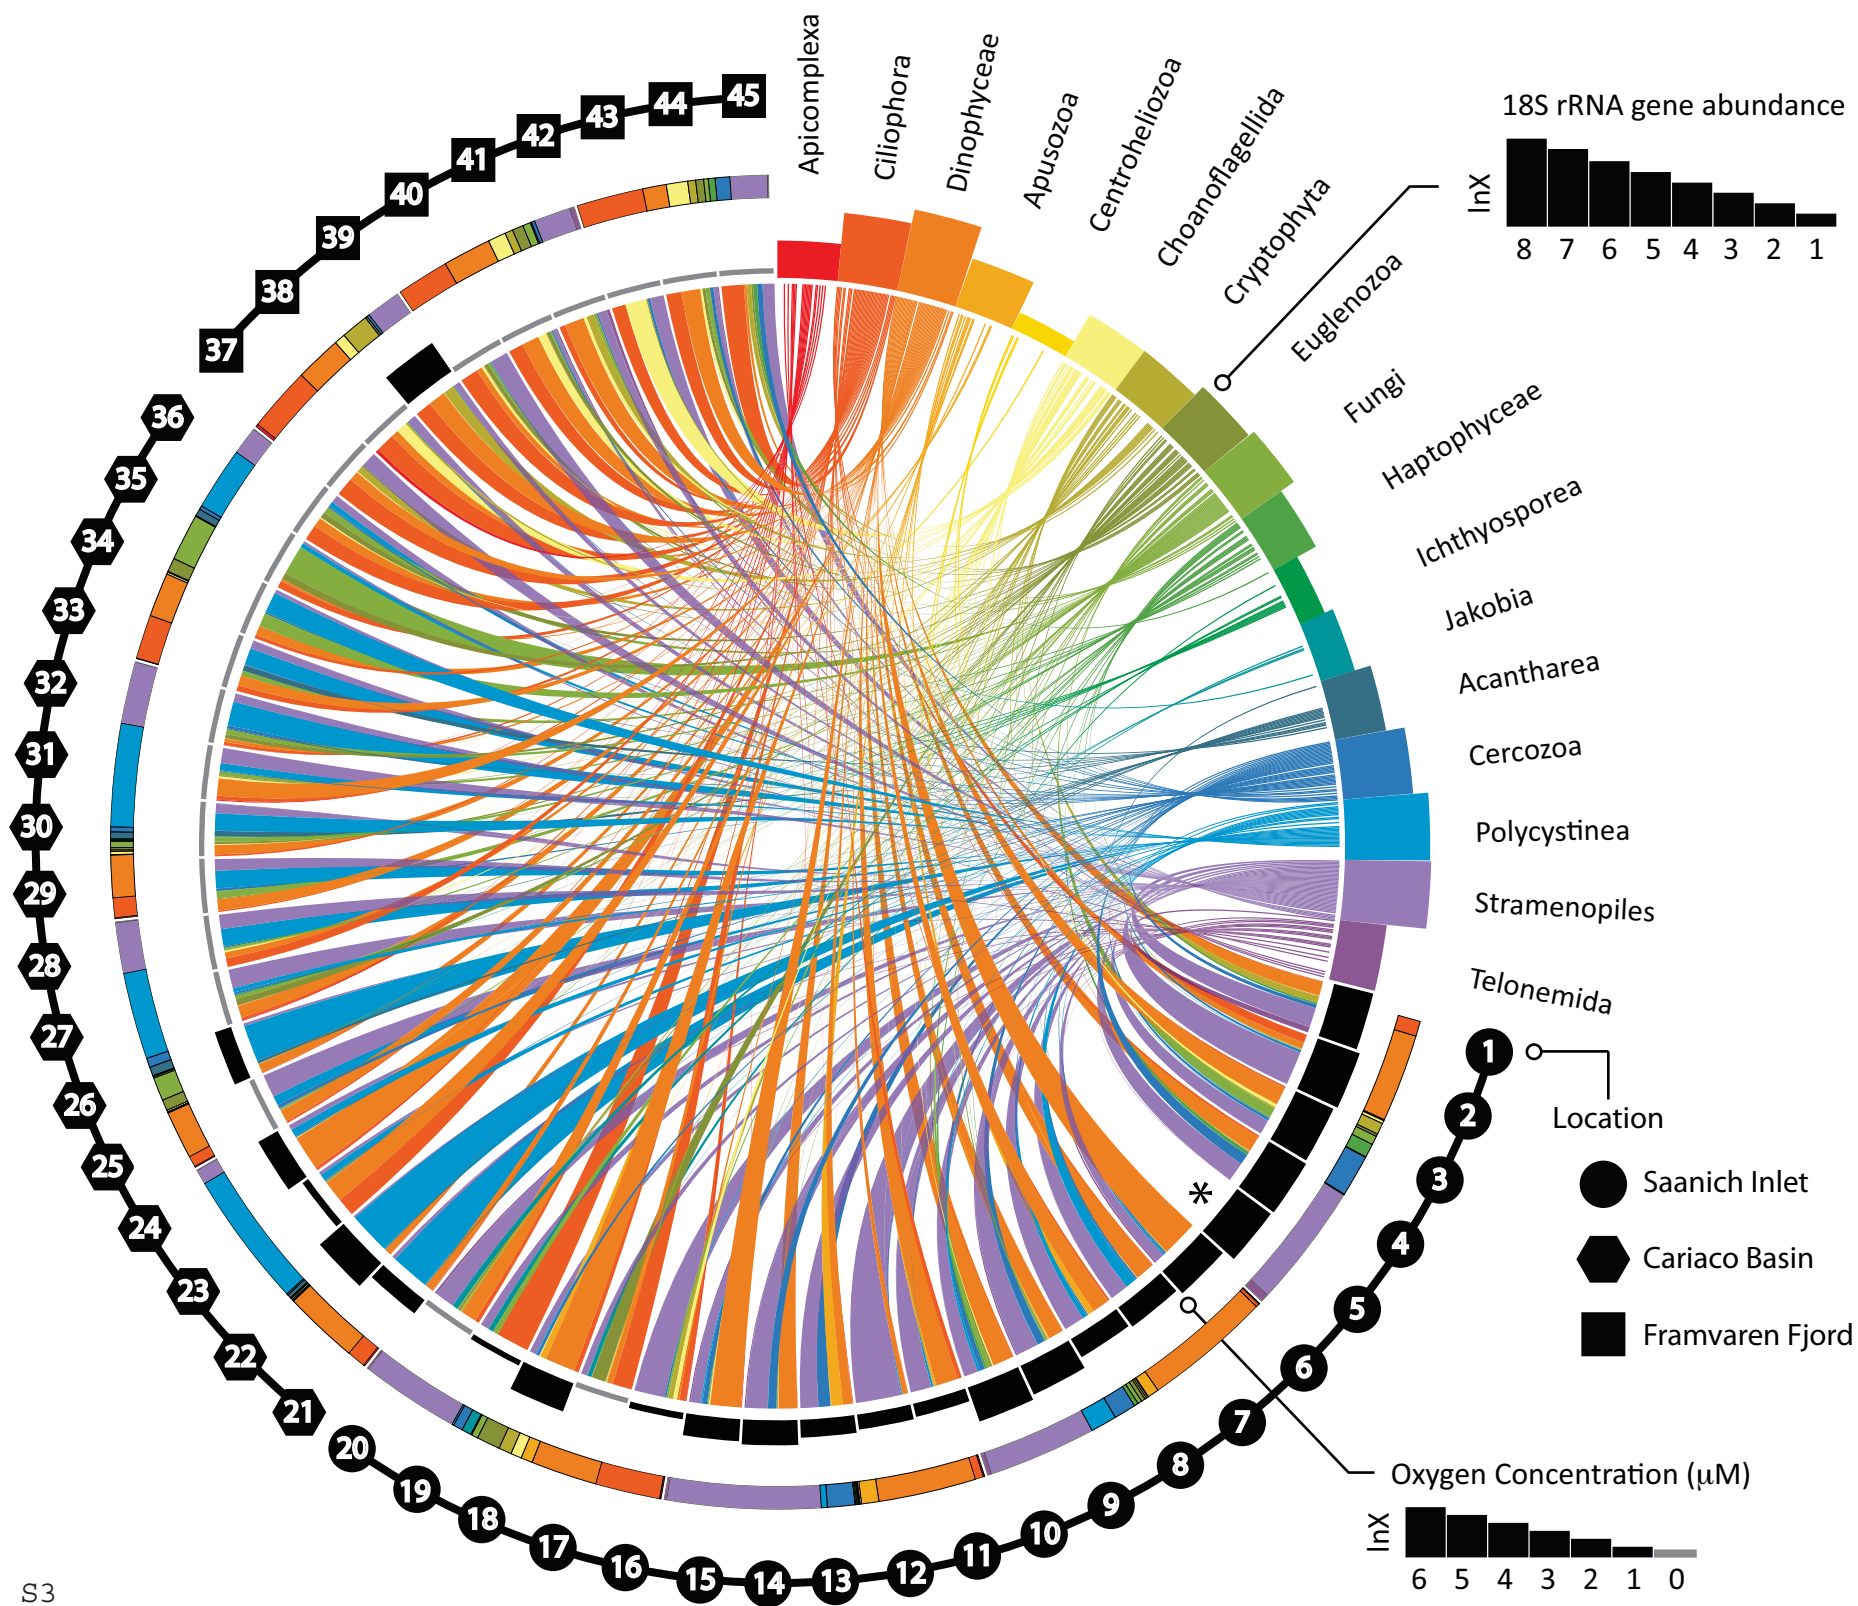 Apicomplexa
Ciliophora
Dinophyceae
Apusozoa
Centroheliozoa
Choanoflagellida
Cryptophyta
Euglenozoa
Fungi
Haptophyceae
Ichthyosporea
Jakobia
Acantharea
Cercozoa
Polycystinea
Stramenopiles
Telonemida
18S rRNA gene abundance
lnX
8 7 6 5 4 3 2 1
1
2
3
4
5
6
7
8
9
10
11
12
13
14
15
16
17
18
19
20
21
22
23
24
25
26
27
28
29
30
31
32
33
34
35
36
37
38
39
40
41
42
43
44
45
*
Location
Saanich Inlet
Cariaco Basin
Framvaren Fjord
Oxygen Concentration (µM)
lnX
6 5 4 3 2 1 0
S3